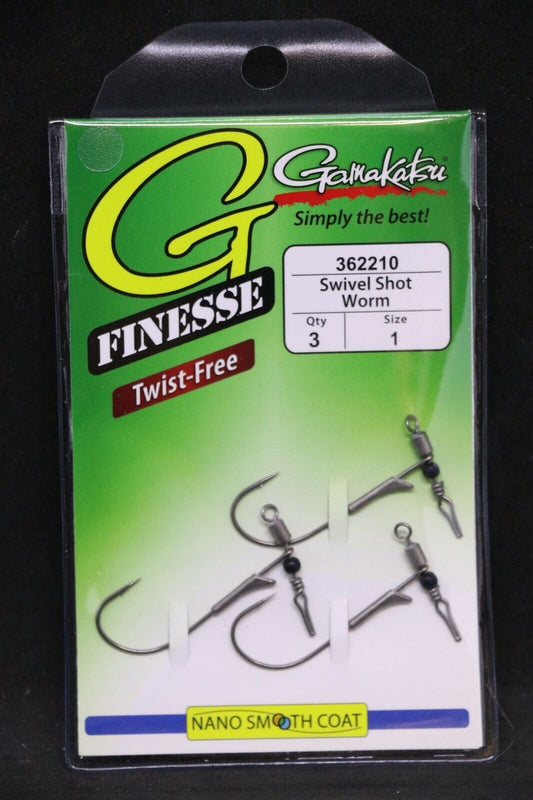 G
FINESSE
Twist-Free
Gamakatsu®
Simply the best!
362210
Swivel Shot
Worm
Qty Size
3 1
NANO SMOOTH COAT